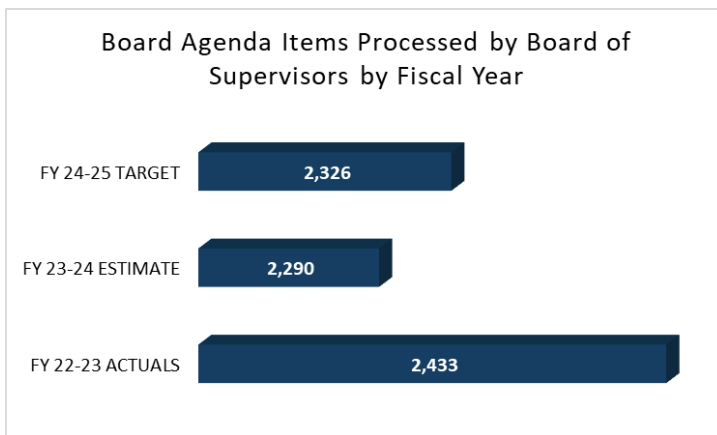 Board Agenda Items Processed by Board of
Supervisors by Fiscal Year
FY 24-25 TARGET
2,326
FY 23-24 ESTIMATE
2,290
FY 22-23 ACTUALS
2,433